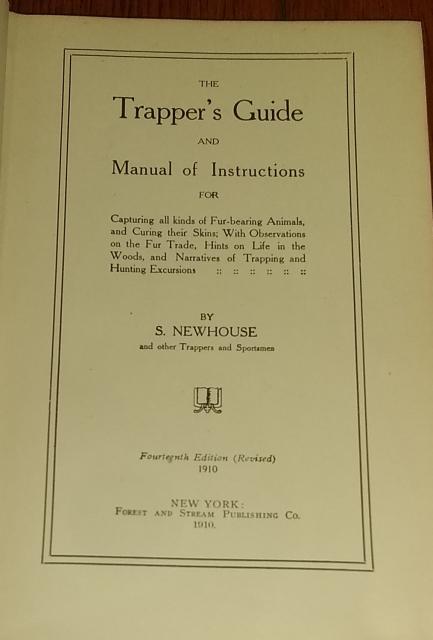 THE
Trapper's Guide
AND
Manual of Instructions
FOR
Capturing all kinds of Fur-bearing Animals,
and Curing their Skins; With Observations
on the Fur Trade, Hints on Life in the
Woods, and Narratives of Trapping and
Hunting Excursions :: :: :: :: :: ::
BY
S. NEWHOUSE
and other Trappers and Sportsmen
Fourteenth Edition (Revised)
1910
NEW YORK:
FOREST AND STREAM PUBLISHING CO.
1910.